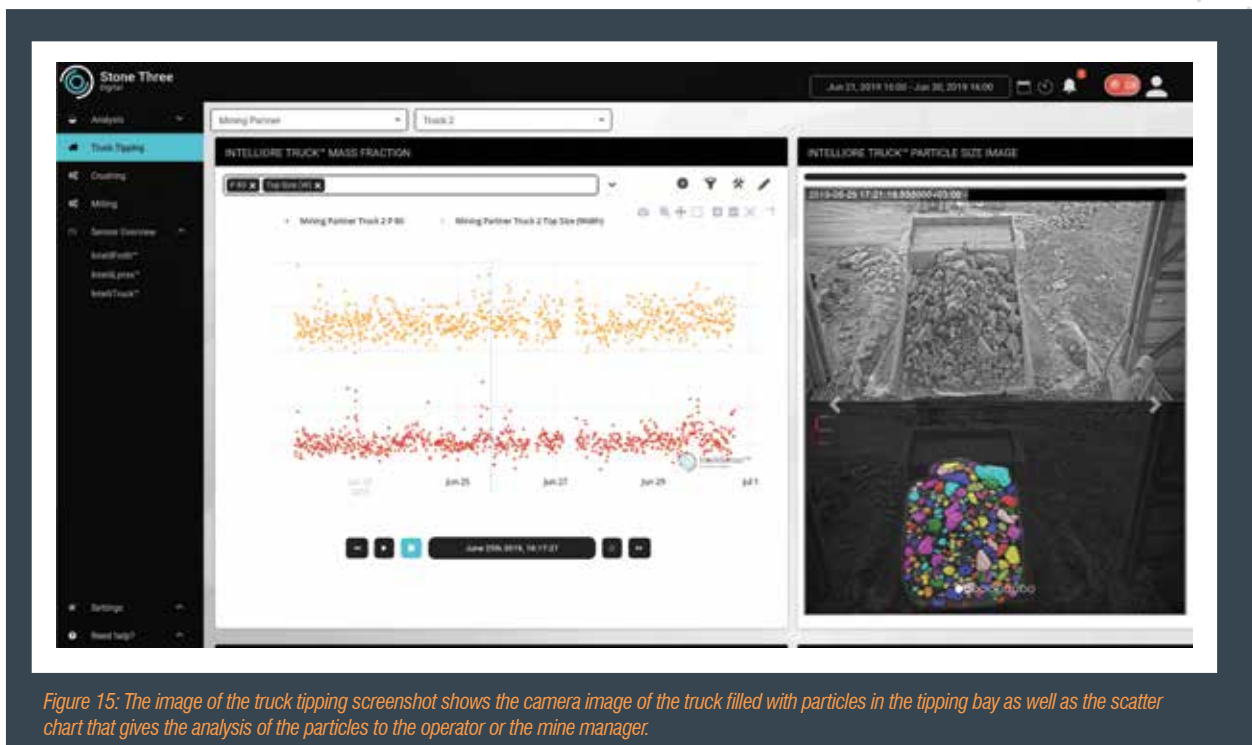 Stone Three
Digital
Jun 21, 2019 16:00 - Jun 30, 2019 16:00
Analysis
Mining Partner
Truck 2
Truck Tipping
INTELLIORE TRUCK™ MASS FRACTION
INTELLIORE TRUCK™ PARTICLE SIZE IMAGE
Crushing
P 80 x Top Size (W) x
Milling
Mining Partner Truck 2 P 80
Mining Partner Truck 2 Top Size (Width)
Sensor Overview
Jun 25
Jun 27
Jun 29
Jul 1
June 25th 2019, 16:17:27
Settings
Need help?
Figure 15: The image of the truck tipping screenshot shows the camera image of the truck filled with particles in the tipping bay as well as the scatter
chart that gives the analysis of the particles to the operator or the mine manager.